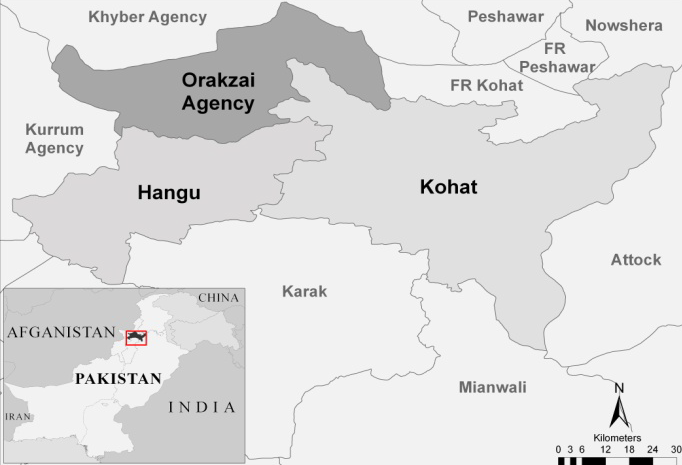 Khyber Agency
Peshawar
Nowshera
FR
Peshawar
Orakzai
Agency
FR Kohat
Kurrum
Agency
Hangu
Kohat
Attock
Karak
Mianwali
CHINA
AFGANISTAN
PAKISTAN
INDIA
IRAN
N
Kilometers
0 3 6 12 18 24 30